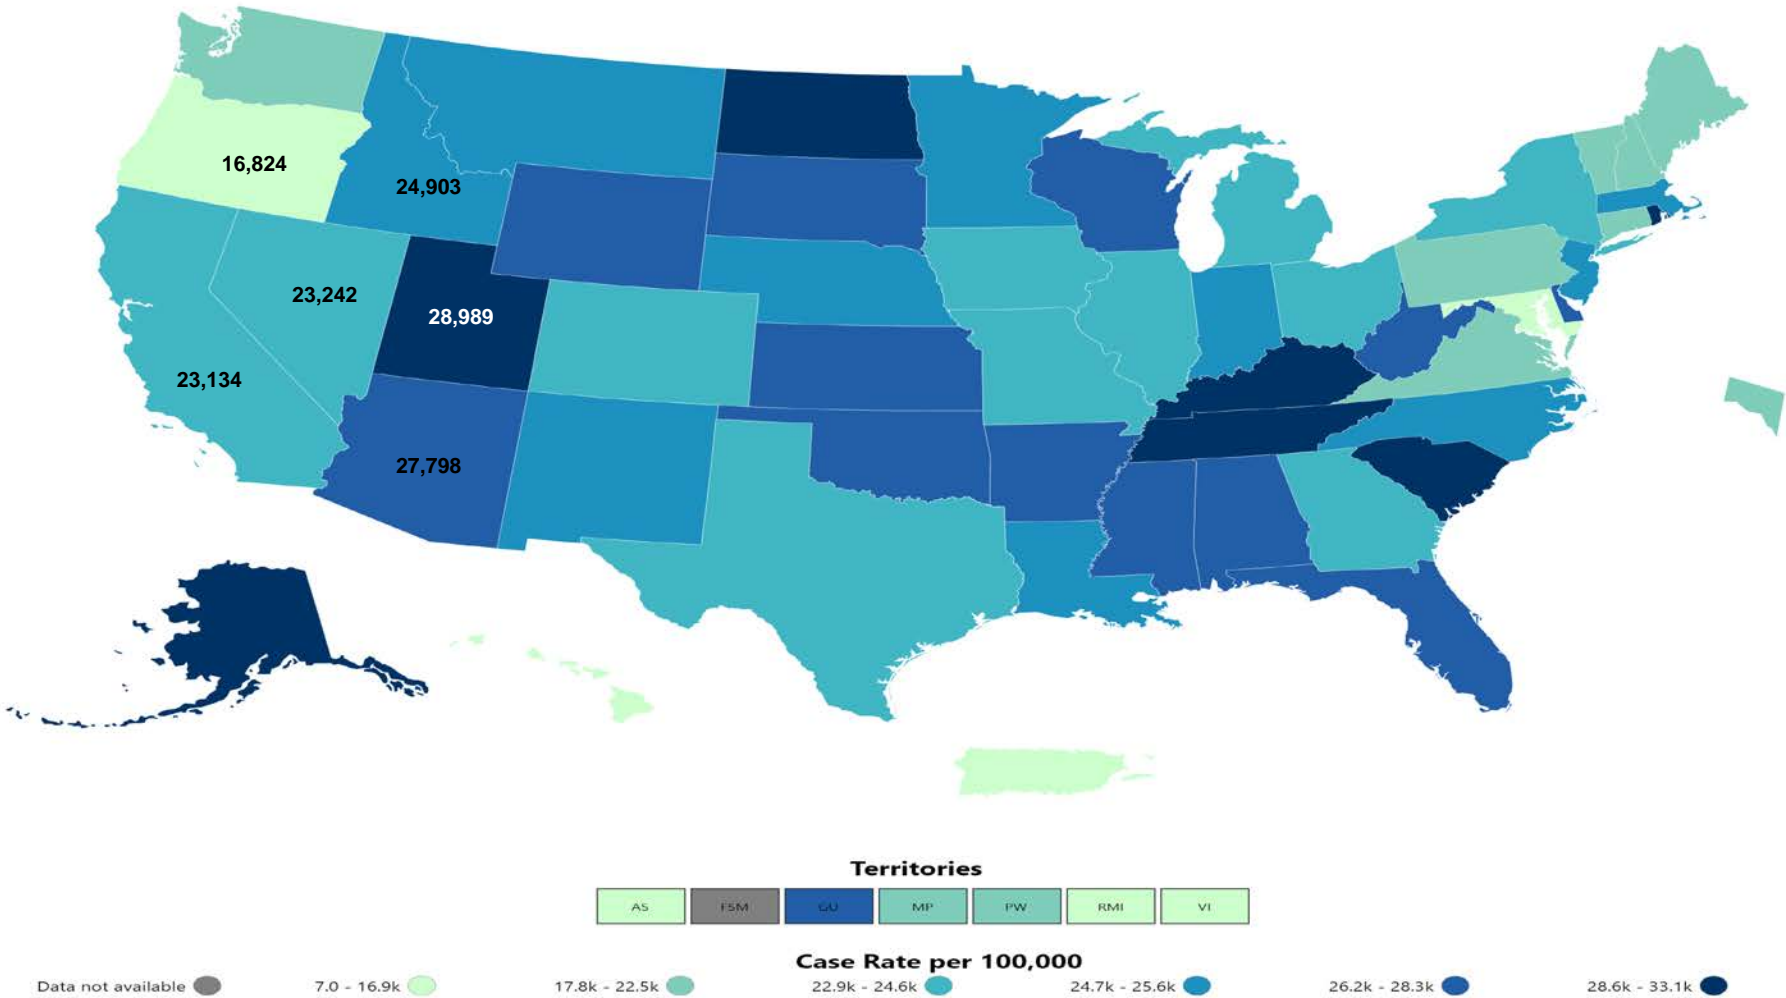 16,824
24,903
23,242
28,989
23,134
27,798
Territories
AS FSM GU MP PW RMI VI
Case Rate per 100,000
Data not available 7.0 - 16.9k 17.8k - 22.5k 22.9k - 24.6k 24.7k - 25.6k 26.2k - 28.3k 28.6k - 33.1k